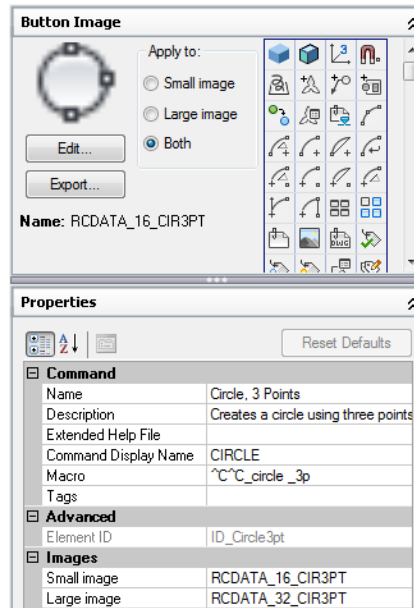 Button Image
Apply to:
Small image
Large image
Both
Edit...
Export...
Name: RCDATA_16_CIR3PT
DWG
Properties
Reset Defaults
Command
Name Circle, 3 Points
Description Creates a circle using three points
Extended Help File
Command Display Name CIRCLE
Macro ^C^C_circle _3p
Tags
Advanced
Element ID ID_Circle3pt
Images
Small image RCDATA_16_CIR3PT
Large image RCDATA_32_CIR3PT